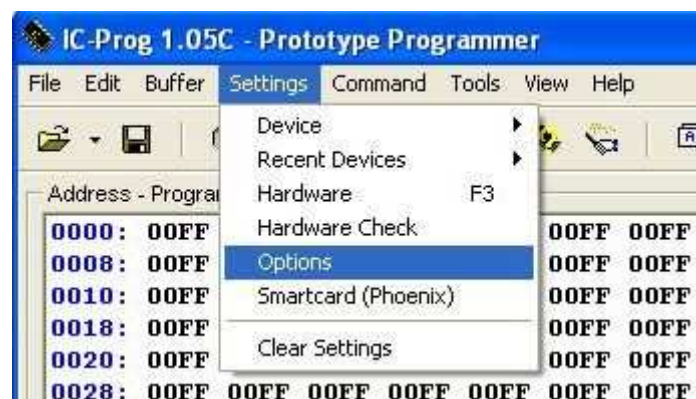 IC-Prog 1.05C - Prototype Programmer
File Edit Buffer Settings Command Tools View Help
Device
Recent Devices
Address - Hardware F3
0000: 00FF Hardware Check 00FF 00FF
0008: 00FF Options 00FF 00FF
0010: 00FF Smartcard (Phoenix) 00FF 00FF
0018: 00FF 00FF 00FF
0020: 00FF Clear Settings 00FF 00FF
0028: 00FF 00FF 00FF 00FF 00FF 00FF 00FF